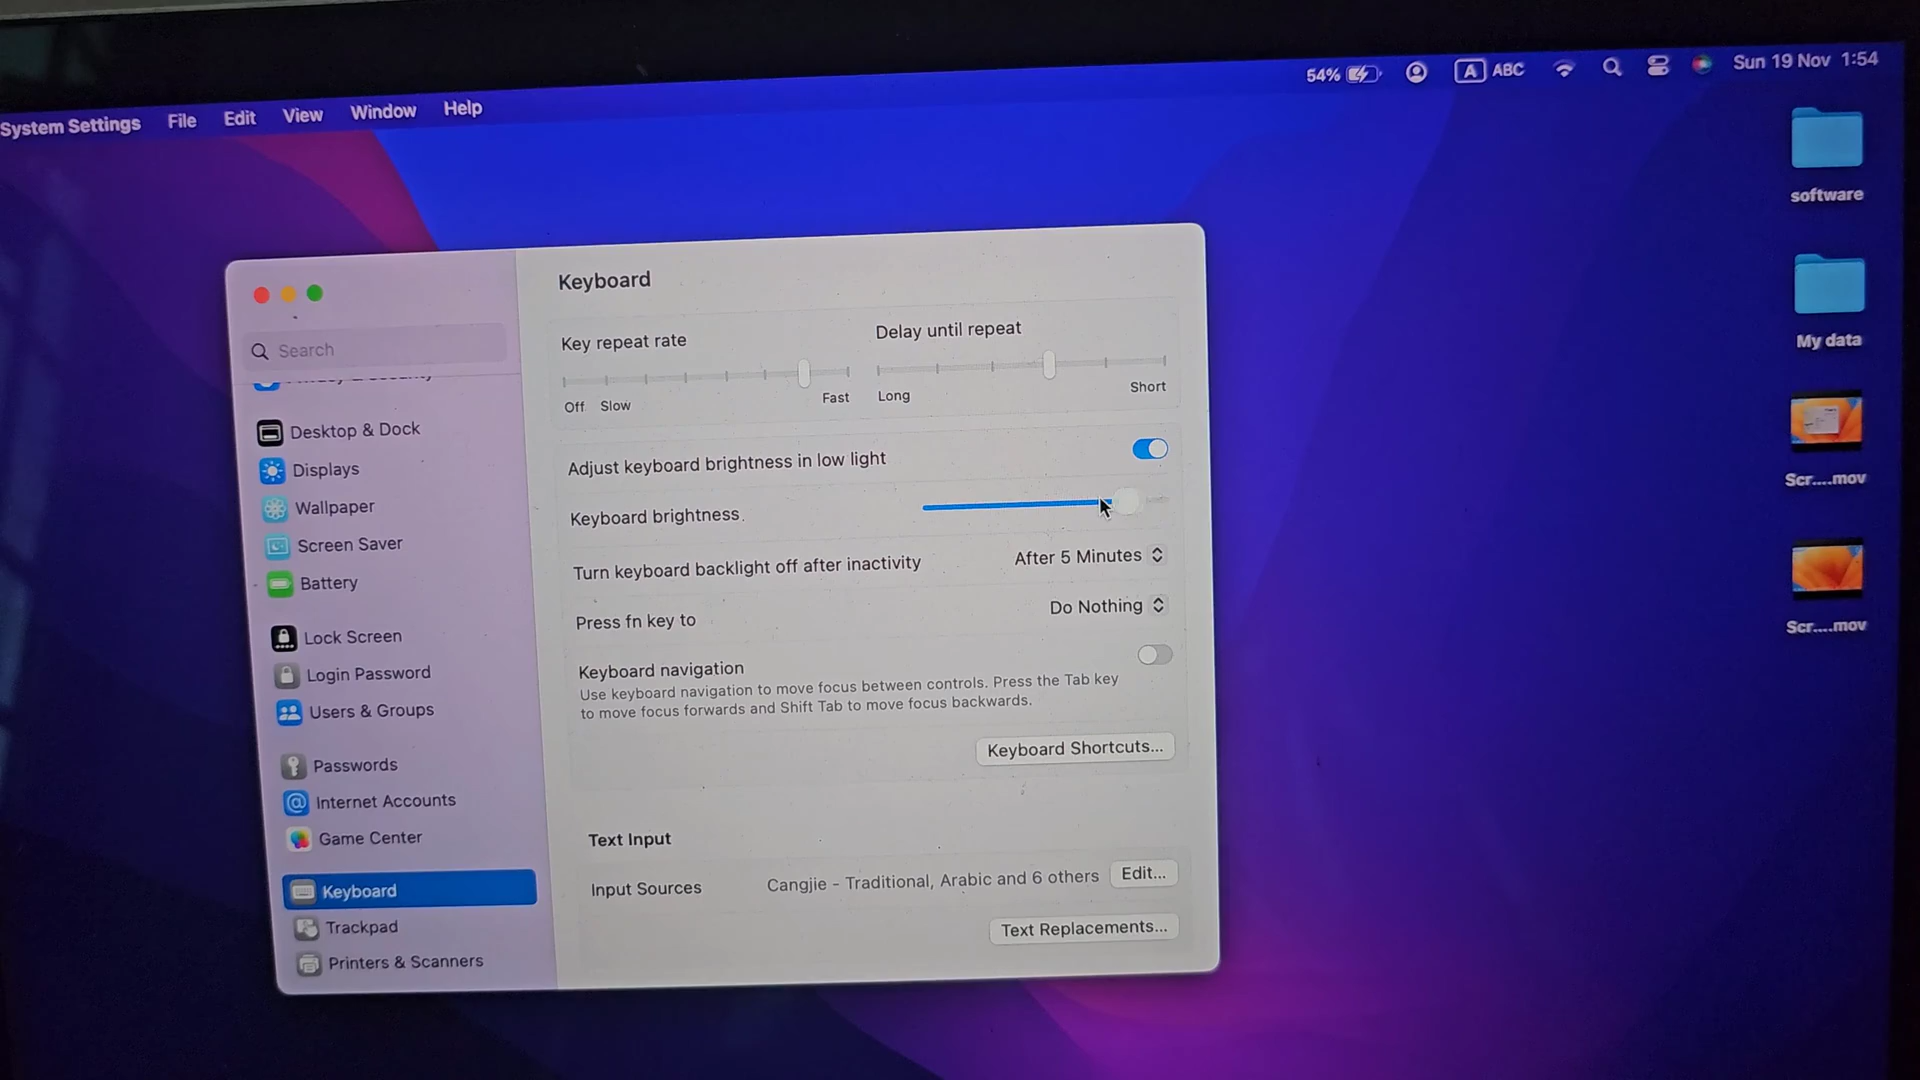 System Settings File Edit View Window Help 54% A ABC Sun 19 Nov 1:54
software
My data
Scr....mov
Scr....mov
Search
Desktop & Dock
Displays
Wallpaper
Screen Saver
Battery
Lock Screen
Login Password
Users & Groups
Passwords
Internet Accounts
Game Center
Keyboard
Trackpad
Printers & Scanners
Keyboard
Key repeat rate
Off Slow Fast
Delay until repeat
Long Short
Adjust keyboard brightness in low light
Keyboard brightness
Turn keyboard backlight off after inactivity After 5 Minutes
Press fn key to Do Nothing
Keyboard navigation
Use keyboard navigation to move focus between controls. Press the Tab key
to move focus forwards and Shift Tab to move focus backwards.
Keyboard Shortcuts...
Text Input
Input Sources Cangjie - Traditional, Arabic and 6 others Edit...
Text Replacements...